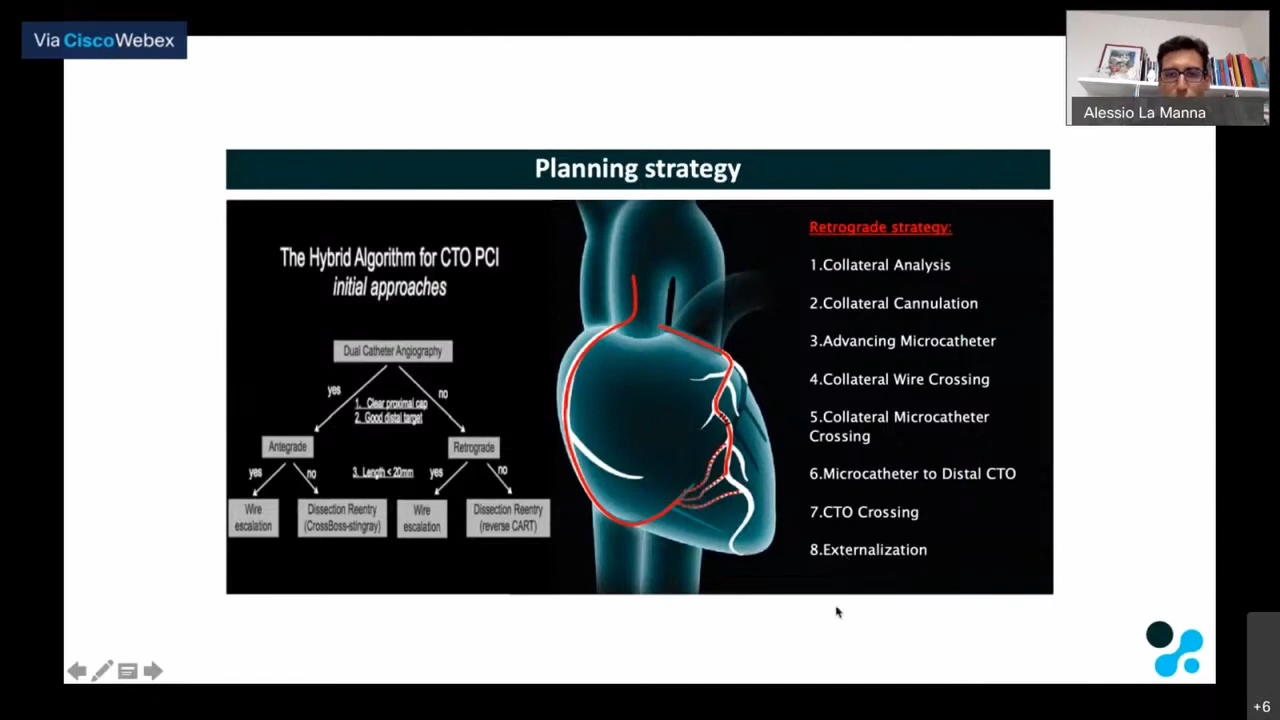 Via CiscoWebex
Alessio La Manna
Planning strategy
The Hybrid Algorithm for CTO PCI
initial approaches
Dual Catheter Angiography
yes
no
1. Clear proximal cap
2. Good distal target
Antegrade
Retrograde
yes
no
3. Length < 20mm
yes
no
Wire
escalation
Dissection Reentry
(CrossBoss-stingray)
Wire
escalation
Dissection Reentry
(reverse CART)
Retrograde strategy:
1.Collateral Analysis
2.Collateral Cannulation
3.Advancing Microcatheter
4.Collateral Wire Crossing
5.Collateral Microcatheter
Crossing
6.Microcatheter to Distal CTO
7.CTO Crossing
8.Externalization
+6